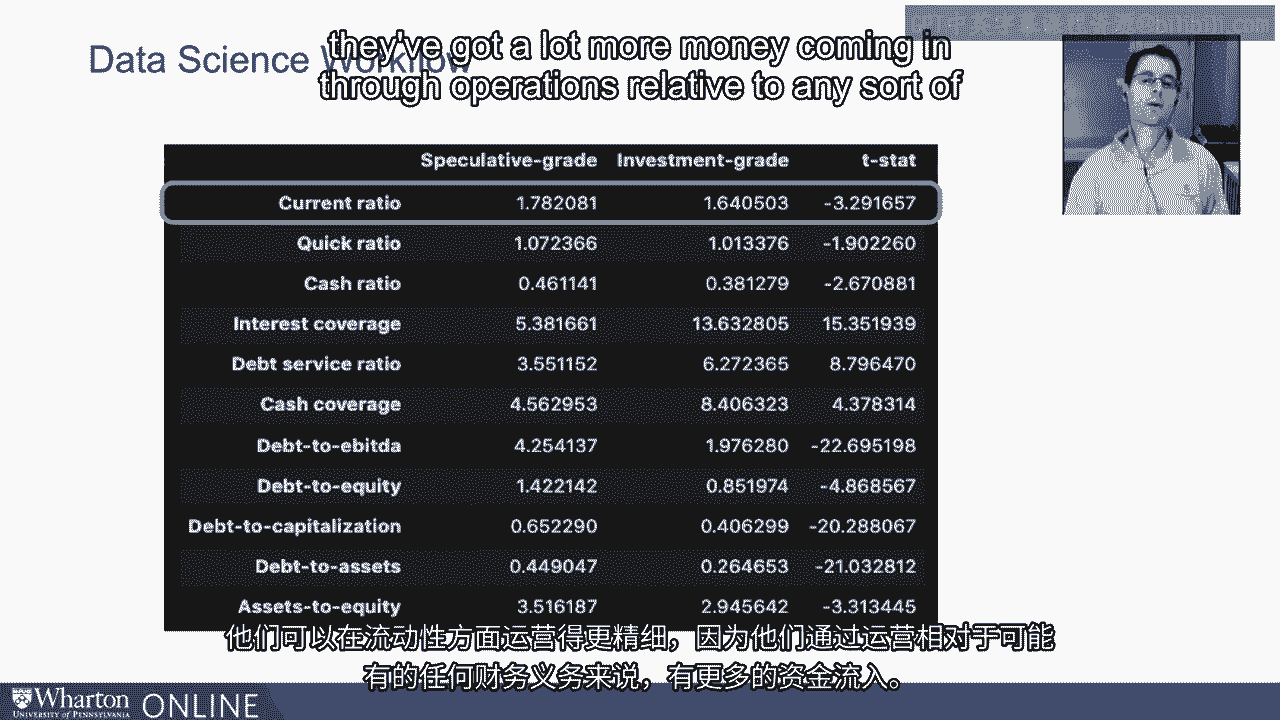 they've got a lot more money coming in
through operations relative to any sort of
Data Science Workflow
Speculative-grade Investment-grade t-stat
Current ratio 1.782081 1.640503 -3.291657
Quick ratio 1.072366 1.013376 -1.902260
Cash ratio 0.461141 0.381279 -2.670881
Interest coverage 5.381661 13.632805 15.351939
Debt service ratio 3.551152 6.272365 8.796470
Cash coverage 4.562953 8.406323 4.378314
Debt-to-ebitda 4.254137 1.976280 -22.695198
Debt-to-equity 1.422142 0.851974 -4.868567
Debt-to-capitalization 0.652290 0.406299 -20.288067
Debt-to-assets 0.449047 0.264653 -21.032812
Assets-to-equity 3.516187 2.945642 -3.313445
他们可以在流动性方面运营得更精细，因为他们通过运营相对于可能
有的任何财务义务来说，有更多的资金流入。
Wharton ONLINE
UNIVERSITY of PENNSYLVANIA